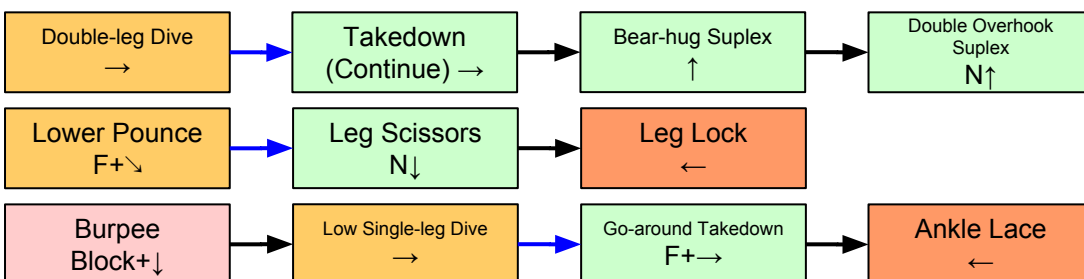 Double-leg Dive
→
Takedown
(Continue) →
Bear-hug Suplex
↑
Double Overhook
Suplex
N↑
Lower Pounce
F+↘
Leg Scissors
N↓
Leg Lock
←
Burpee
Block+↓
Low Single-leg Dive
→
Go-around Takedown
F+→
Ankle Lace
←